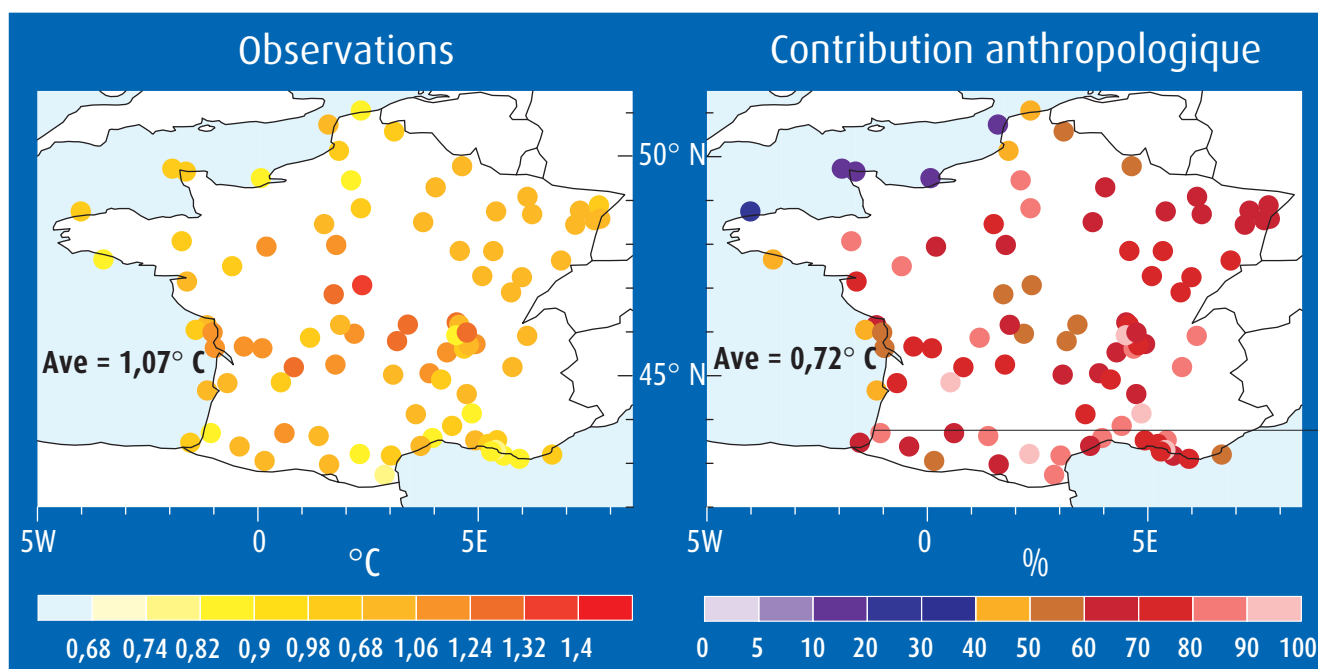 Observations
Contribution anthropologique
50° N
Ave = 1,07° C
Ave = 0,72° C
45° N
5W 0 5E
5W 0 5E
°C
%
0,68 0,74 0,82 0,9 0,98 0,68 1,06 1,24 1,32 1,4
0 5 10 20 30 40 50 60 70 80 90 100